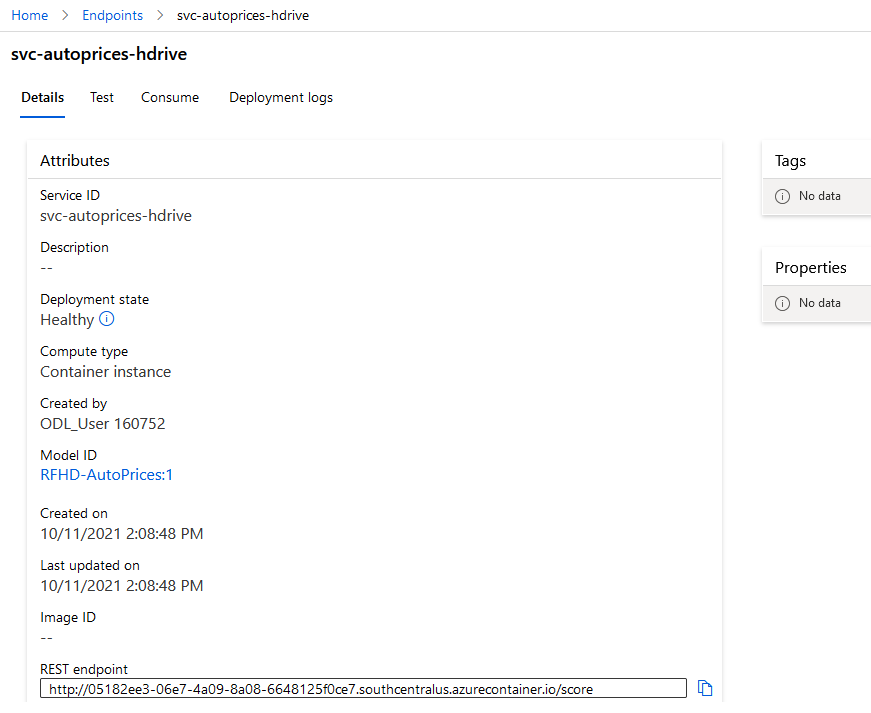 Home > Endpoints > svc-autoprices-hdrive
svc-autoprices-hdrive
Details Test Consume Deployment logs
Attributes
Service ID
svc-autoprices-hdrive
Description
--
Deployment state
Healthy
Compute type
Container instance
Created by
ODL_User 160752
Model ID
RFHD-AutoPrices:1
Created on
10/11/2021 2:08:48 PM
Last updated on
10/11/2021 2:08:48 PM
Image ID
--
REST endpoint
http://05182ee3-06e7-4a09-8a08-6648125f0ce7.southcentralus.azurecontainer.io/score
Tags
No data
Properties
No data